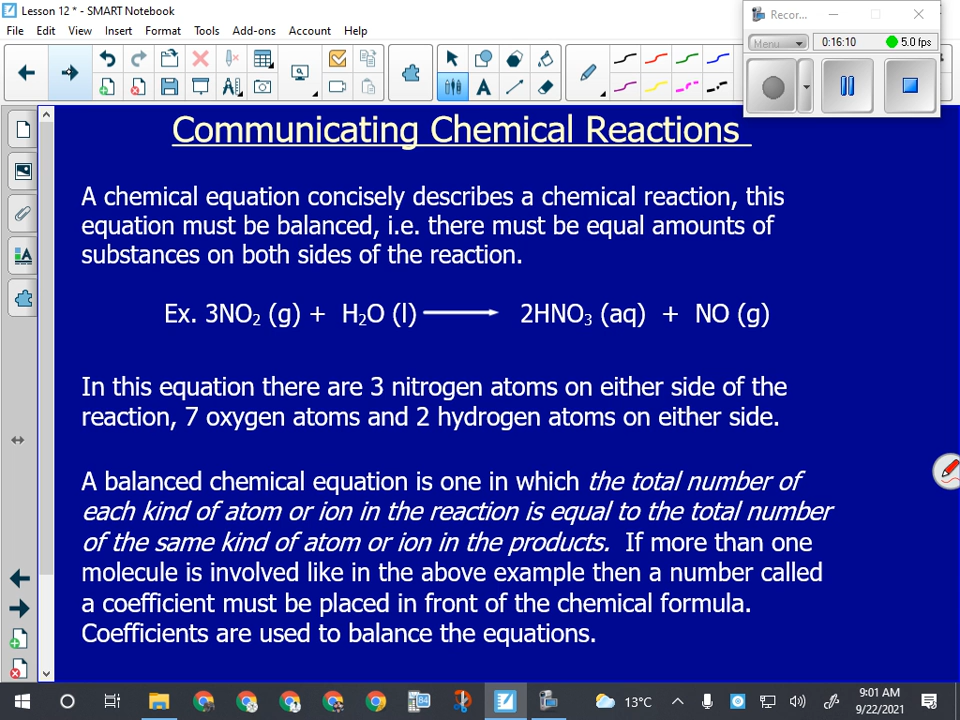 Lesson 12 * - SMART Notebook
Recor...
File Edit View Insert Format Tools Add-ons Account Help
Menu 0:16:10 5.0 fps
Communicating Chemical Reactions
A chemical equation concisely describes a chemical reaction, this
equation must be balanced, i.e. there must be equal amounts of
substances on both sides of the reaction.
Ex. 3NO₂ (g) + H₂O (l) ⟶ 2HNO₃ (aq) + NO (g)
In this equation there are 3 nitrogen atoms on either side of the
reaction, 7 oxygen atoms and 2 hydrogen atoms on either side.
A balanced chemical equation is one in which the total number of
each kind of atom or ion in the reaction is equal to the total number
of the same kind of atom or ion in the products. If more than one
molecule is involved like in the above example then a number called
a coefficient must be placed in front of the chemical formula.
Coefficients are used to balance the equations.
13°C
9:01 AM
9/22/2021